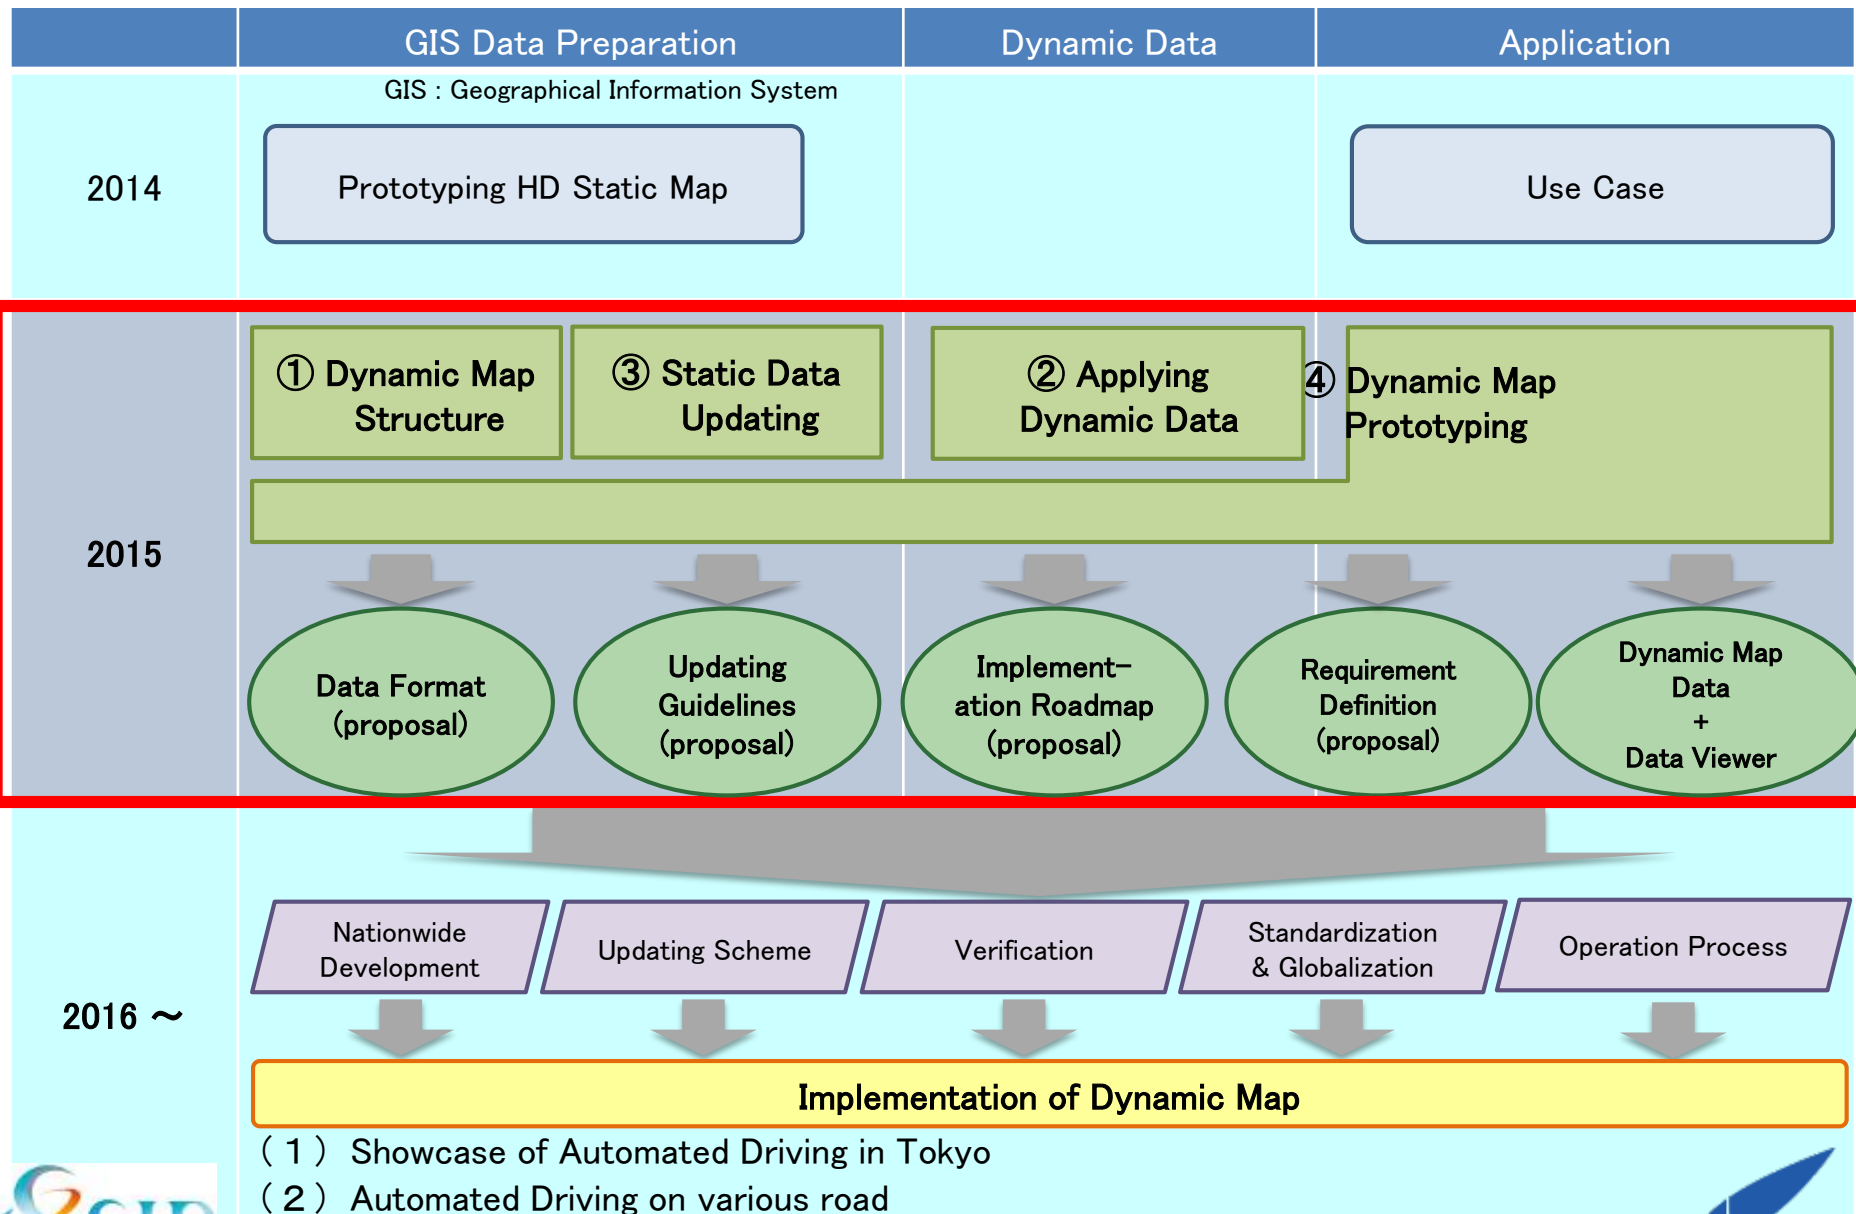 GIS Data Preparation
Dynamic Data
Application
GIS : Geographical Information System
2014
Prototyping HD Static Map
Use Case
2015
① Dynamic Map
Structure
③ Static Data
Updating
② Applying
Dynamic Data
④ Dynamic Map
Prototyping
Data Format
(proposal)
Updating
Guidelines
(proposal)
Implement-
ation Roadmap
(proposal)
Requirement
Definition
(proposal)
Dynamic Map
Data
+
Data Viewer
2016 ～
Nationwide
Development
Updating Scheme
Verification
Standardization
& Globalization
Operation Process
Implementation of Dynamic Map
（１） Showcase of Automated Driving in Tokyo
（２） Automated Driving on various road